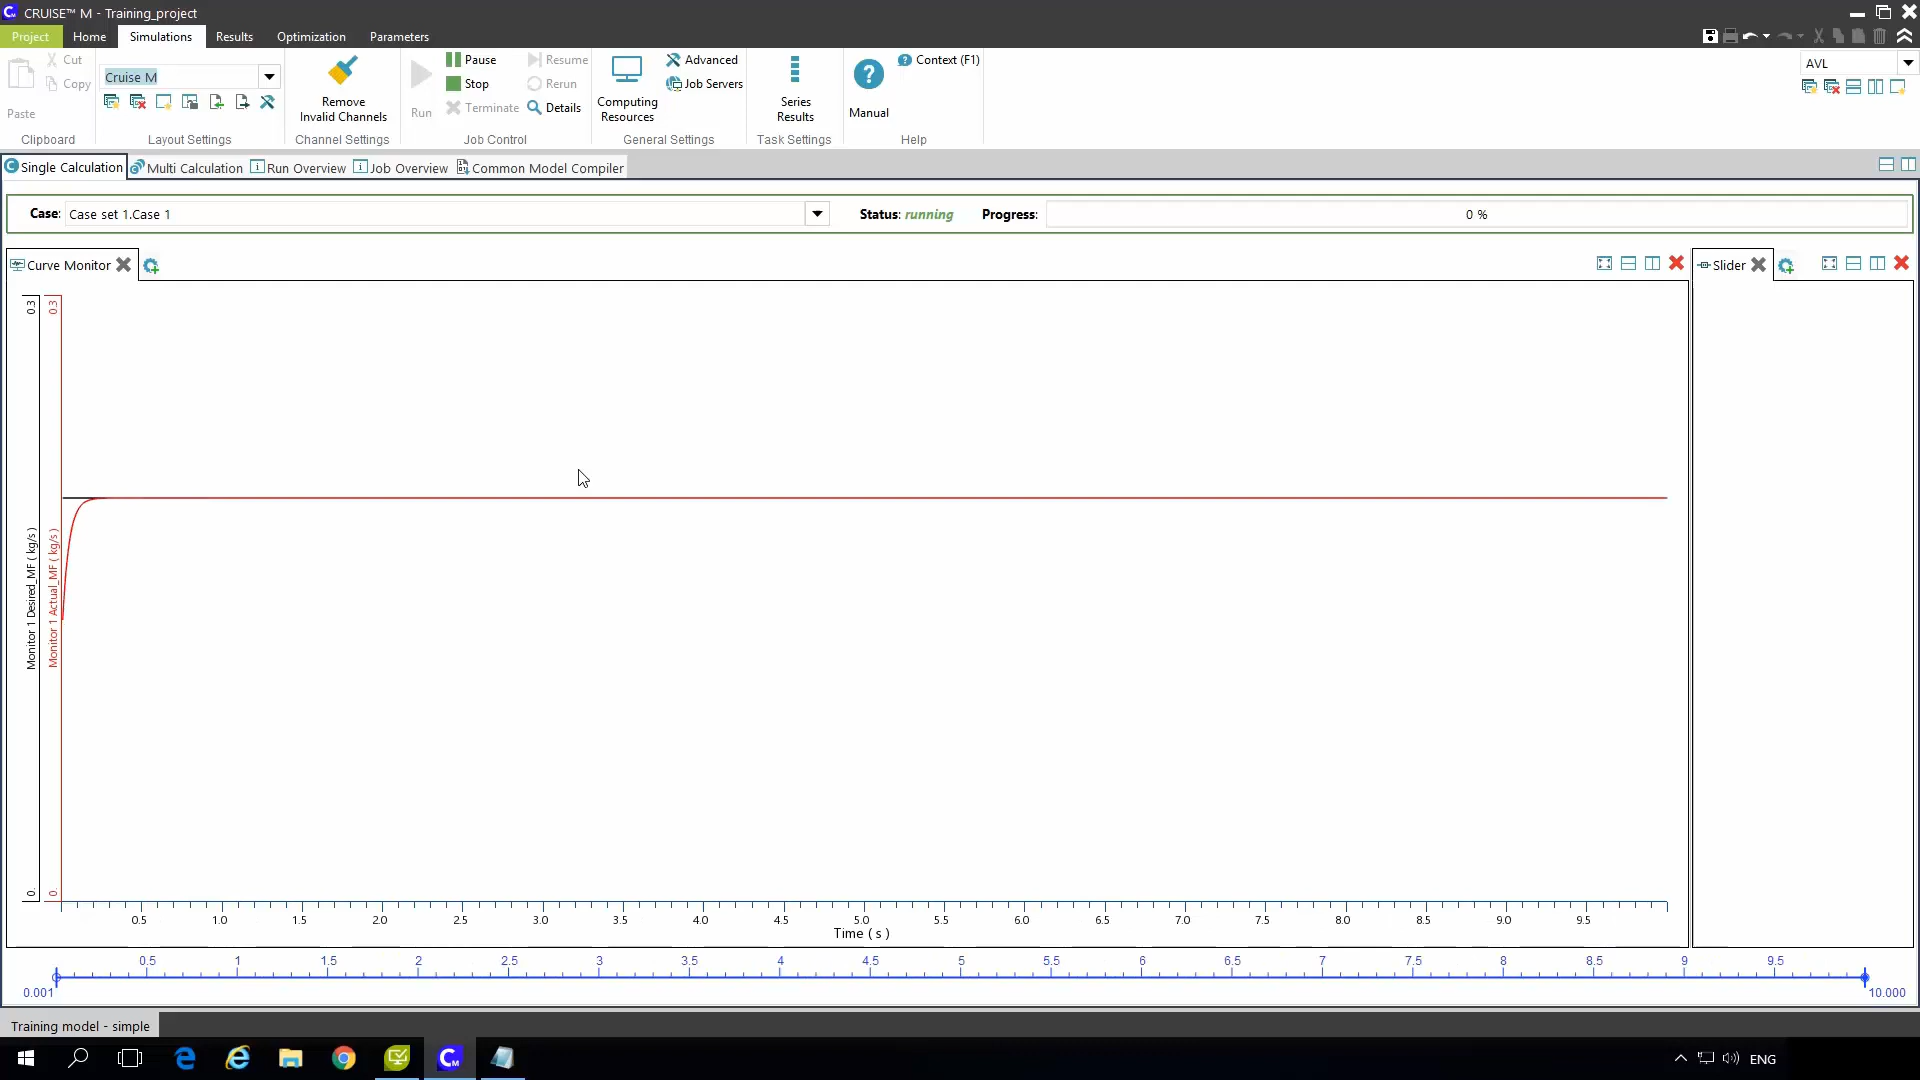 CRUISE™ M - Training_project
Project Home Simulations Results Optimization Parameters
Cut
Copy
Paste
Clipboard
Cruise M
Layout Settings
Remove
Invalid Channels
Channel Settings
Run
Pause
Stop
Terminate
Resume
Rerun
Details
Job Control
Computing
Resources
Advanced
Job Servers
General Settings
Series
Results
Task Settings
Manual
Context (F1)
Help
AVL
Single Calculation Multi Calculation Run Overview Job Overview Common Model Compiler
Case: Case set 1.Case 1 Status: running Progress: 0 %
Curve Monitor
Slider
0.3 0.3
Monitor 1 Desired_MF ( kg/s )
Monitor 1 Actual_MF ( kg/s )
0. 0.
0.5 1.0 1.5 2.0 2.5 3.0 3.5 4.0 4.5 5.0 5.5 6.0 6.5 7.0 7.5 8.0 8.5 9.0 9.5
Time ( s )
0.5 1 1.5 2 2.5 3 3.5 4 4.5 5 5.5 6 6.5 7 7.5 8 8.5 9 9.5
0.001 10.000
Training model - simple
ENG